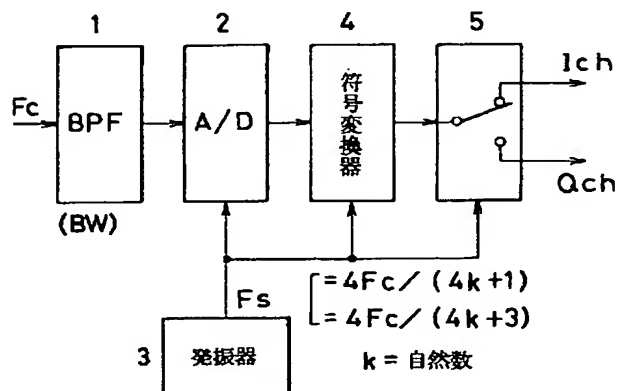 1
2
4
5
Fc
BPF
(BW)
A/D
符号変換器
Ich
Qch
Fs
=4Fc/(4k+1)
=4Fc/(4k+3)
k=自然数
3
発振器